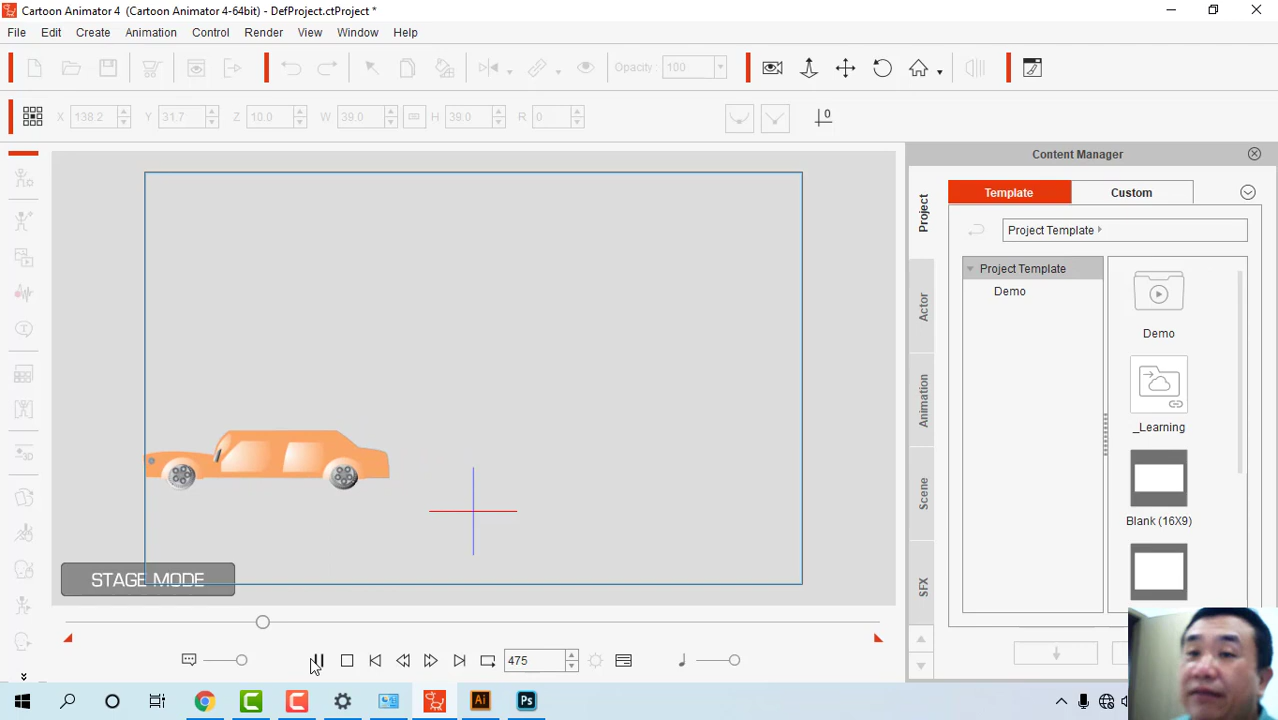 Cartoon Animator 4 (Cartoon Animator 4-64bit) - DefProject.ctProject *
File Edit Create Animation Control Render View Window Help
Opacity : 100
X 138.2 Y 31.7 Z 10.0 W 39.0 H 39.0 R 0
0
Content Manager
Template Custom
Project Template
Project Template
Demo
Demo
_Learning
Blank (16X9)
Project
Actor
Animation
Scene
SFX
STAGE MODE
475
Ai Ps